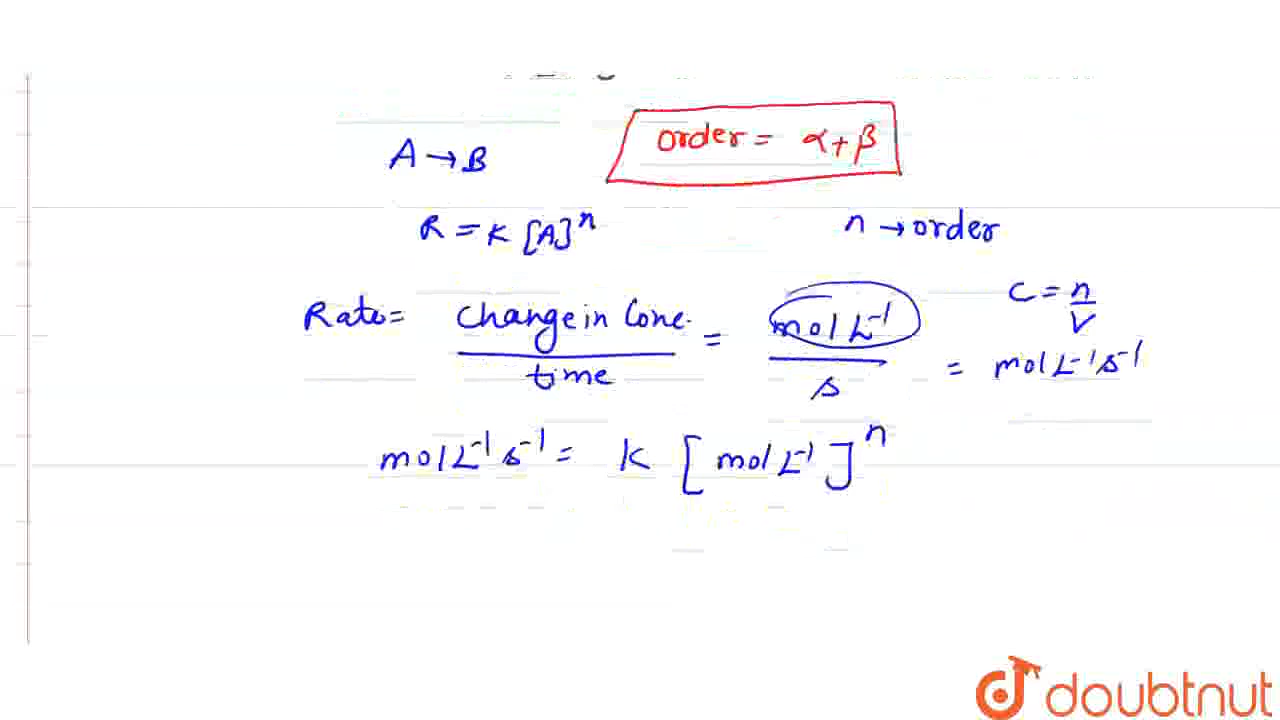 order = α+β
A → B
R = K [A]^n
n → order
Rate = Change in Conc. / time = mol L⁻¹ / s = mol L⁻¹ s⁻¹
C = n / V
mol L⁻¹ s⁻¹ = K [mol L⁻¹]^n
doubtnut